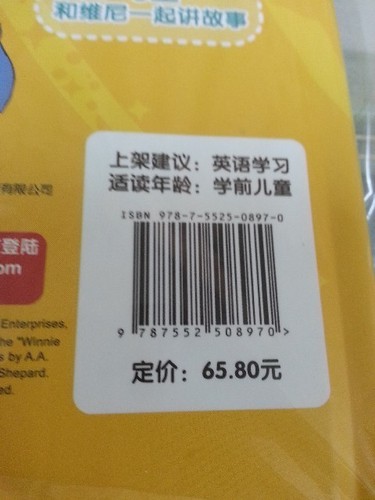 和维尼一起讲故事
上架建议：英语学习
适读年龄：学前儿童
ISBN 978-7-5525-0897-0
9 787552 508970 >
定价：65.80元
有限公司
登陆
om
Enterprises,
he "Winnie
s by A.A.
Shepard.
ed.